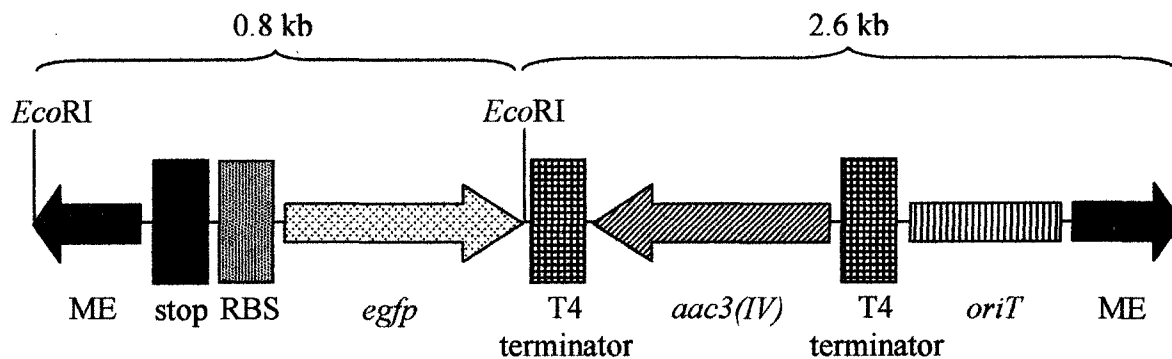 0.8 kb 2.6 kb
EcoRI EcoRI
ME stop RBS egfp T4 aac3(IV) T4 oriT ME
terminator terminator